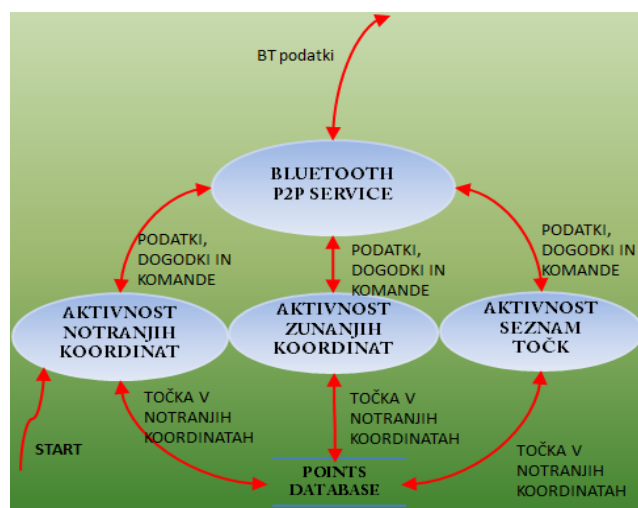 BT podatki
BLUETOOTH
P2P SERVICE
PODATKI,
DOGODKI IN
KOMANDE
PODATKI,
DOGODKI IN
KOMANDE
PODATKI,
DOGODKI IN
KOMANDE
AKTIVNOST
NOTRANJIH
KOORDINAT
AKTIVNOST
ZUNANJIH
KOORDINAT
AKTIVNOST
SEZNAM
TOČK
START
TOČKA V
NOTRANJIH
KOORDINATAH
TOČKA V
NOTRANJIH
KOORDINATAH
TOČKA V
NOTRANJIH
KOORDINATAH
POINTS
DATABASE